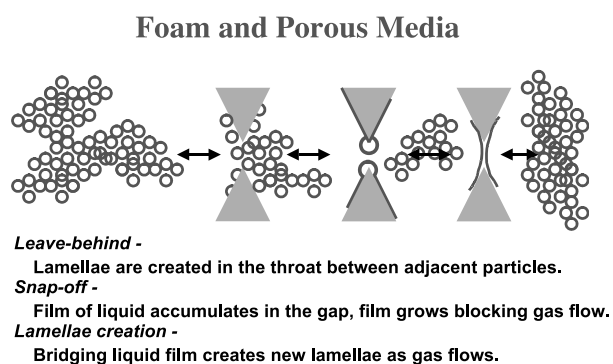 Foam and Porous Media
Leave-behind -
Lamellae are created in the throat between adjacent particles.
Snap-off -
Film of liquid accumulates in the gap, film grows blocking gas flow.
Lamellae creation -
Bridging liquid film creates new lamellae as gas flows.